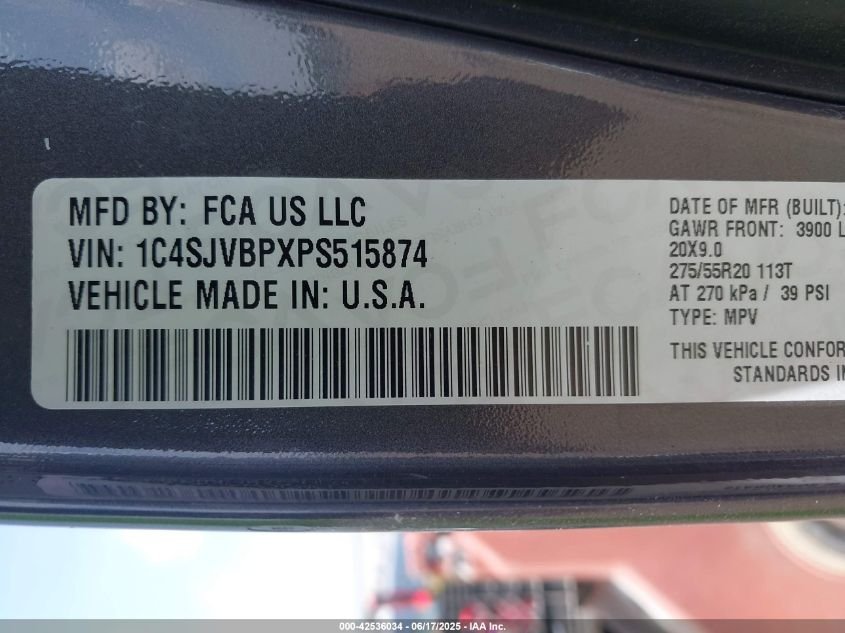 MFD BY: FCA US LLC
VIN: 1C4SJVBPXPS515874
VEHICLE MADE IN: U.S.A.
DATE OF MFR (BUILT):
GAWR FRONT: 3900 L
20X9.0
275/55R20 113T
AT 270 kPa / 39 PSI
TYPE: MPV
THIS VEHICLE CONFOR
STANDARDS IN
000-42536034 - 06/17/2025 - IAA Inc.